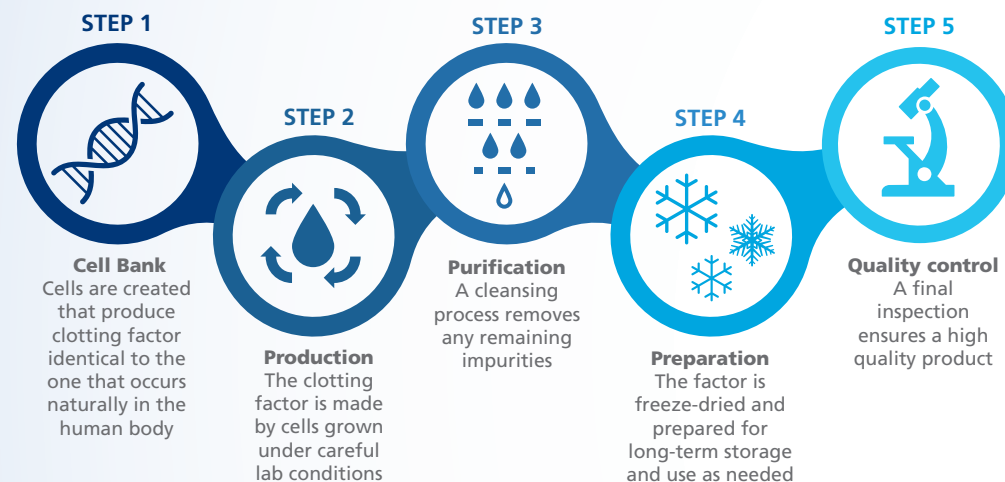 STEP 1
Cell Bank
Cells are created
that produce
clotting factor
identical to the
one that occurs
naturally in the
human body
STEP 2
Production
The clotting
factor is made
by cells grown
under careful
lab conditions
STEP 3
Purification
A cleansing
process removes
any remaining
impurities
STEP 4
Preparation
The factor is
freeze-dried and
prepared for
long-term storage
and use as needed
STEP 5
Quality control
A final
inspection
ensures a high
quality product